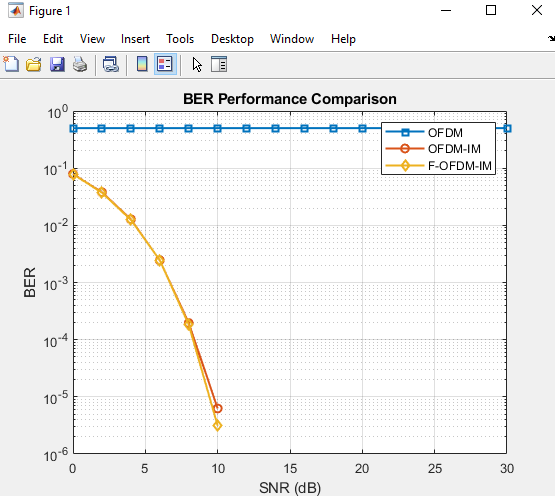 Figure 1
File Edit View Insert Tools Desktop Window Help
BER Performance Comparison
10^0
10^-1
10^-2
10^-3
10^-4
10^-5
10^-6
BER
OFDM
OFDM-IM
F-OFDM-IM
0 5 10 15 20 25 30
SNR (dB)